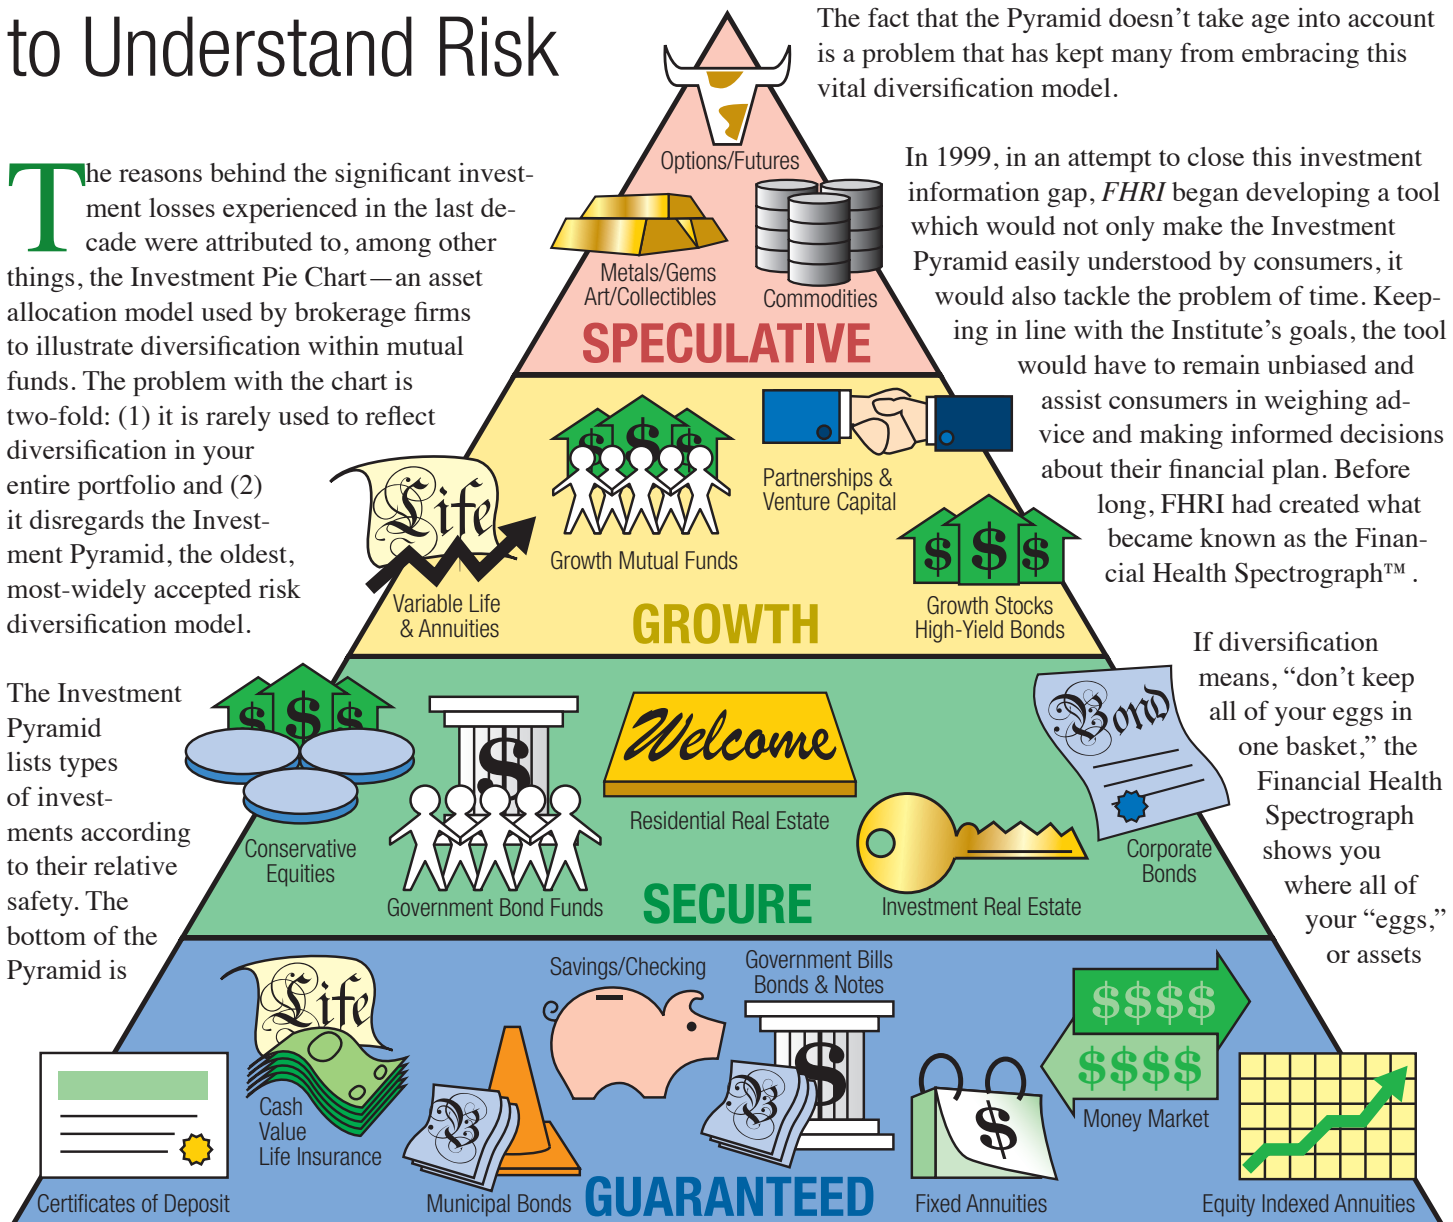 to Understand Risk
The reasons behind the significant invest-
ment losses experienced in the last de-
cade were attributed to, among other
things, the Investment Pie Chart—an asset
allocation model used by brokerage firms
to illustrate diversification within mutual
funds. The problem with the chart is
two-fold: (1) it is rarely used to reflect
diversification in your
entire portfolio and (2)
it disregards the Invest-
ment Pyramid, the oldest,
most-widely accepted risk
diversification model.
The Investment
Pyramid
lists types
of invest-
ments according
to their relative
safety. The
bottom of the
Pyramid is
The fact that the Pyramid doesn’t take age into account
is a problem that has kept many from embracing this
vital diversification model.
In 1999, in an attempt to close this investment
information gap, FHRI began developing a tool
which would not only make the Investment
Pyramid easily understood by consumers, it
would also tackle the problem of time. Keep-
ing in line with the Institute’s goals, the tool
would have to remain unbiased and
assist consumers in weighing ad-
vice and making informed decisions
about their financial plan. Before
long, FHRI had created what
became known as the Finan-
cial Health Spectrograph™ .
If diversification
means, “don’t keep
all of your eggs in
one basket,” the
Financial Health
Spectrograph
shows you
where all of
your “eggs,”
or assets
Options/Futures
Metals/Gems
Art/Collectibles
Commodities
SPECULATIVE
$ $ $
Partnerships &
Venture Capital
Life
Growth Mutual Funds
$ $ $
Variable Life
& Annuities
GROWTH
Growth Stocks
High-Yield Bonds
$ $ $
$
Welcome
Bond
Residential Real Estate
Conservative
Equities
Government Bond Funds
SECURE
Investment Real Estate
Corporate
Bonds
Life
Savings/Checking
Government Bills
Bonds & Notes
$$$$
$$$$
$
B
B
$
Cash
Value
Life Insurance
Money Market
Certificates of Deposit
Municipal Bonds
GUARANTEED
Fixed Annuities
Equity Indexed Annuities